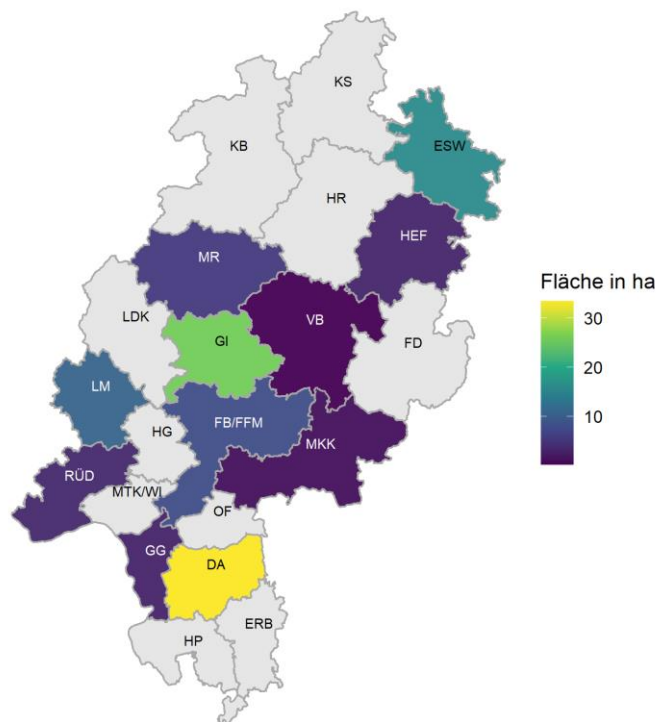 KS
ESW
KB
HR
HEF
MR
Fläche in ha
30
20
10
LDK
VB
GI
FD
LM
FB/FFM
HG
MKK
RÜD
MTK/WI
OF
GG
DA
ERB
HP